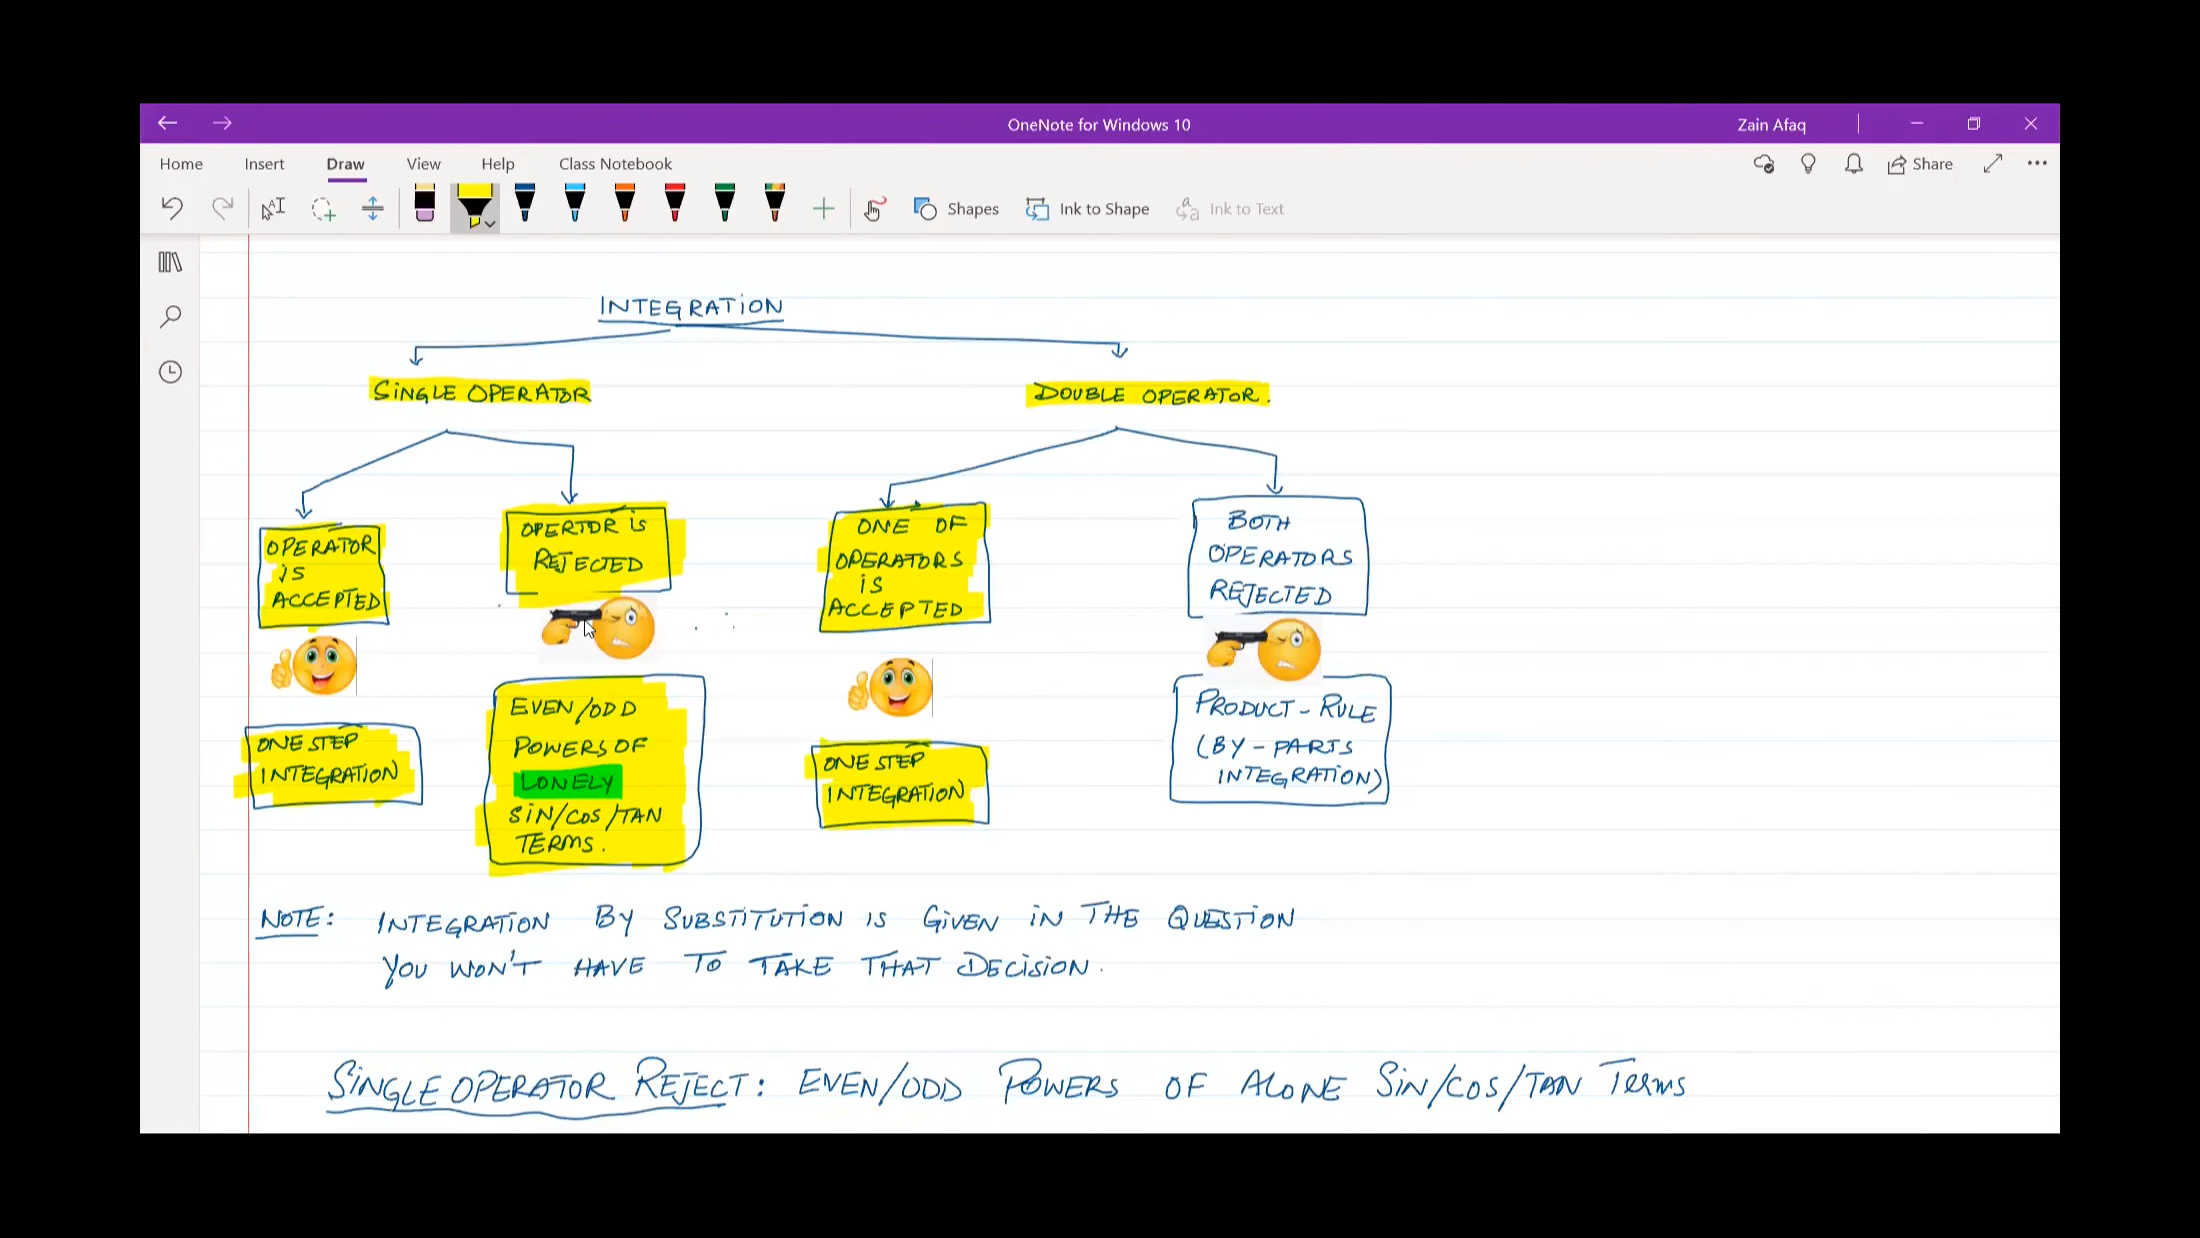 OneNote for Windows 10
Zain Afaq
Home Insert Draw View Help Class Notebook
Share
Shapes Ink to Shape Ink to Text
INTEGRATION
SINGLE OPERATOR
DOUBLE OPERATOR.
OPERATOR
IS
ACCEPTED
ONE STEP
INTEGRATION
OPERTOR is
REJECTED
EVEN/ODD
POWERS OF
LONELY
SIN/COS/TAN
TERMS.
ONE OF
OPERATORS
IS
ACCEPTED
ONE STEP
INTEGRATION
BOTH
OPERATORS
REJECTED
PRODUCT-RULE
(BY-PARTS
INTEGRATION)
NOTE: INTEGRATION BY SUBSTITUTION IS GIVEN IN THE QUESTION
YOU WON'T HAVE TO TAKE THAT DECISION.
SINGLE OPERATOR REJECT: EVEN/ODD POWERS OF ALONE SIN/COS/TAN Terms